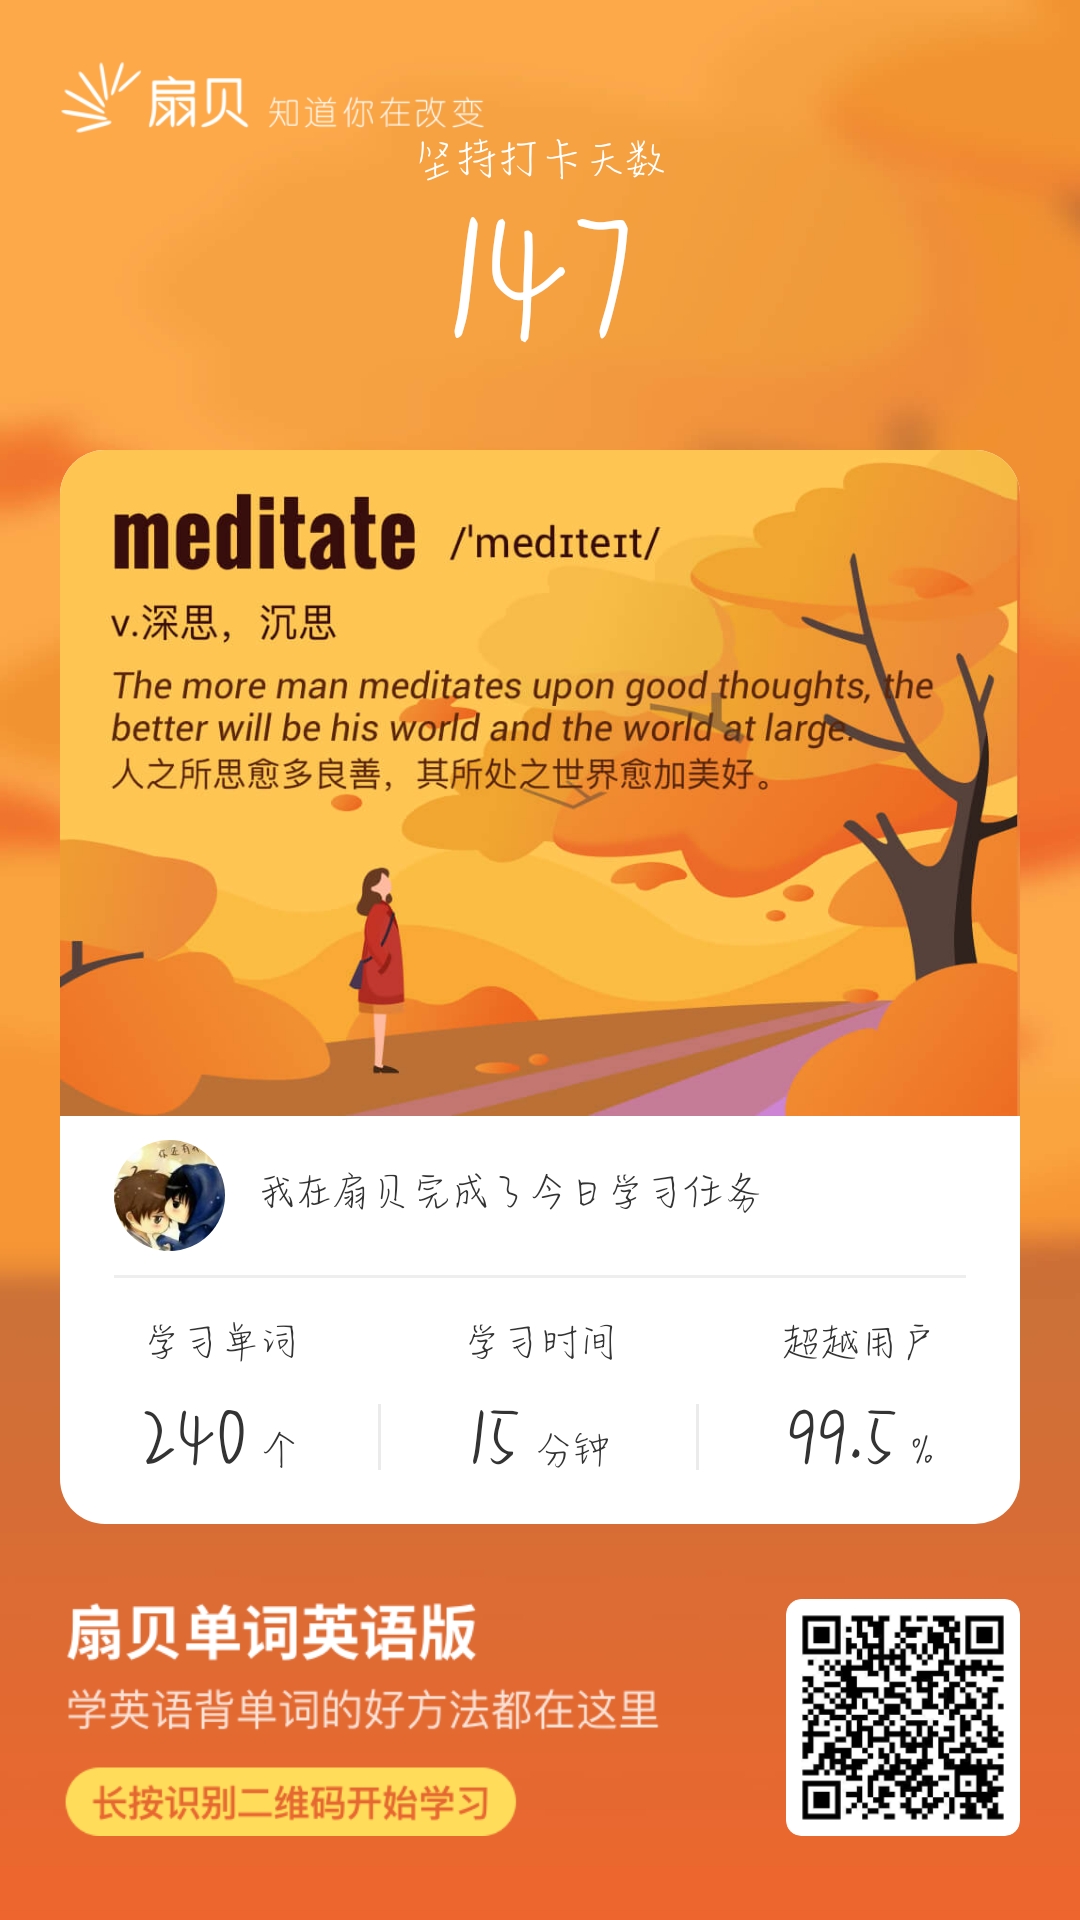 扇贝 知道你在改变
坚持打卡天数
147
meditate /'medɪteɪt/
v.深思，沉思
The more man meditates upon good thoughts, the
better will be his world and the world at large.
人之所思愈多良善，其所处之世界愈加美好。
我在扇贝完成了今日学习任务
学习单词 学习时间 超越用户
240 个 15 分钟 99.5 %
扇贝单词英语版
学英语背单词的好方法都在这里
长按识别二维码开始学习